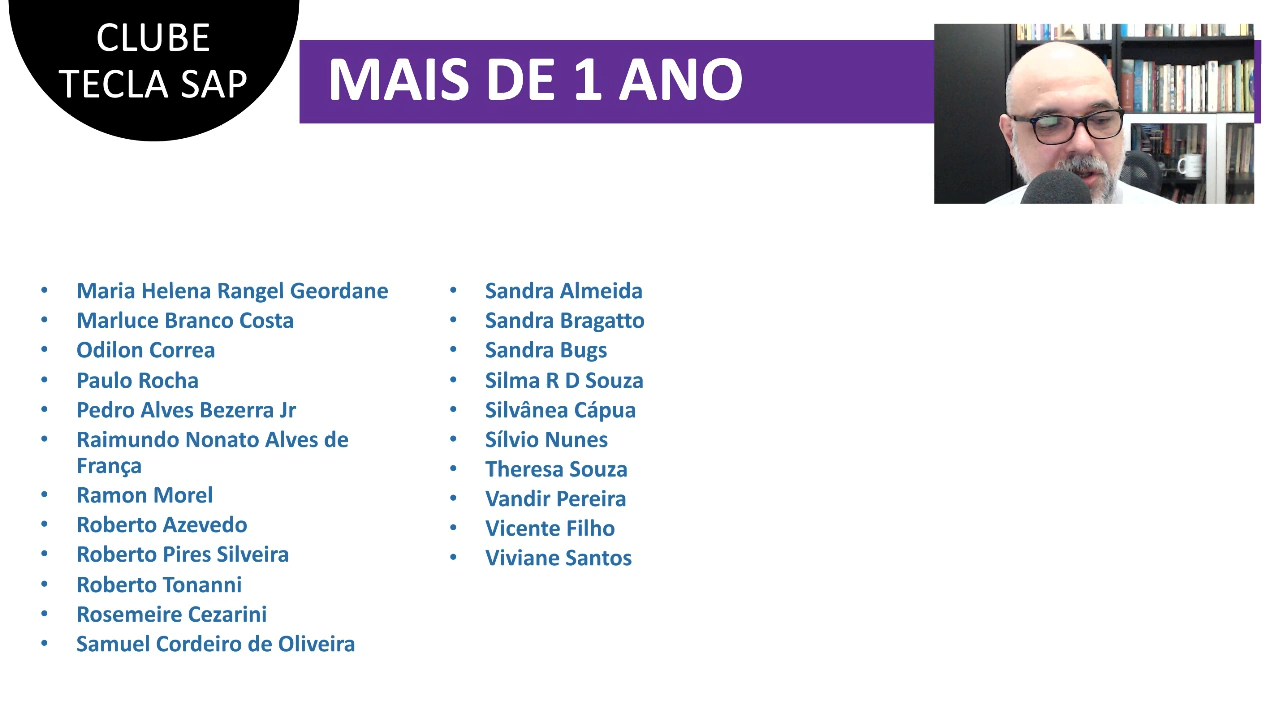 CLUBE
TECLA SAP
MAIS DE 1 ANO
• Maria Helena Rangel Geordane
• Marluce Branco Costa
• Odilon Correa
• Paulo Rocha
• Pedro Alves Bezerra Jr
• Raimundo Nonato Alves de
França
• Ramon Morel
• Roberto Azevedo
• Roberto Pires Silveira
• Roberto Tonanni
• Rosemeire Cezarini
• Samuel Cordeiro de Oliveira
• Sandra Almeida
• Sandra Bragatto
• Sandra Bugs
• Silma R D Souza
• Silvânea Cápua
• Sílvio Nunes
• Theresa Souza
• Vandir Pereira
• Vicente Filho
• Viviane Santos